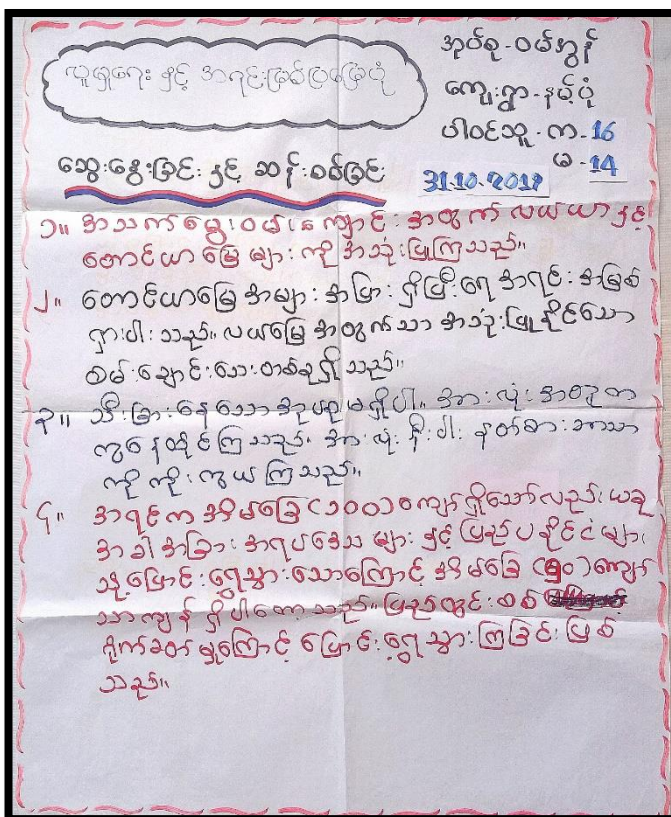 လူမှုရေး နှင့် အရင်းအမြစ်ပြမြေပုံ
အုပ်စု - ဝမ်အွန်
ကျေးရွာ - နမ့်ပုံ
ပါဝင်သူ - က - 16
မ - 14
ဆွေးနွေးခြင်း နှင့် ဆန်းစစ်ခြင်း
31.10.2017
၁။ အသက်မွေးဝမ်းကျောင်း အတွက် လယ်ယာ နှင့်
တောင်ယာမြေ များ ကို အသုံးပြုကြသည်။
၂။ တောင်ယာမြေ အများ အပြား ရှိပြီး ရေ အရင်း အမြစ်
ရှားပါး သည်။ လယ်မြေ အတွက်သာ အသုံး ပြုနိုင်သော
စမ်း ချောင်း သေး တစ်ခု ရှိ သည်။
၃။ သီးခြား နေ သော အုပ်စု မရှိပါ။ အား လုံး အတူ တ
ကွ နေ ထိုင် ကြ သည်။ အား လုံး နီး ပါး နတ်စား ဘာသာ
ကို ကိုး ကွယ် ကြ သည်။
၄။ အရင် က အိမ်ခြေ (၁၀၀) ကျော် ရှိသော်လည်း ယခု
အခါ အခြား အရပ်ဒေသ များ နှင့် ပြည်ပ နိုင်ငံ များ
သို့ ပြောင်း ရွှေ့ သွား သောကြောင့် အိမ်ခြေ (၅၀) ကျော်
သာ ကျန် ရှိ ပါတော့ သည်။ ပြည်တွင်း စစ်
တိုက်ခတ် မှုကြောင့် ပြောင်း ရွှေ့ သွား ကြ ခြင်း ဖြစ်
သည်။